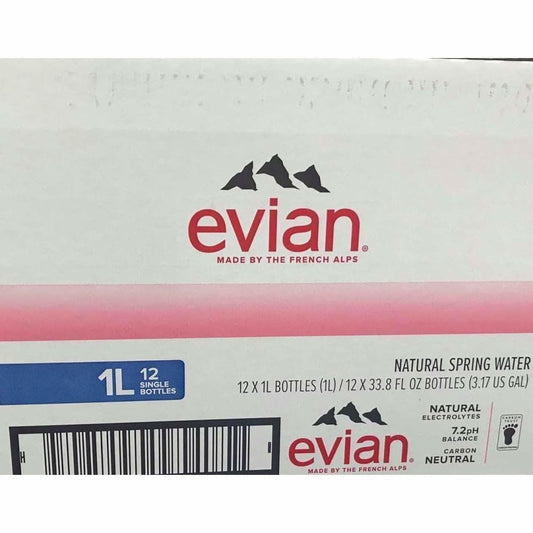 evian®
MADE BY THE FRENCH ALPS
1L 12 SINGLE BOTTLES
NATURAL SPRING WATER
12 X 1L BOTTLES (1L) / 12 X 33.8 FL OZ BOTTLES (3.17 US GAL)
H
evian®
MADE BY THE FRENCH ALPS
NATURAL
ELECTROLYTES
7.2pH
BALANCE
CARBON
NEUTRAL
CARBON
TRUST